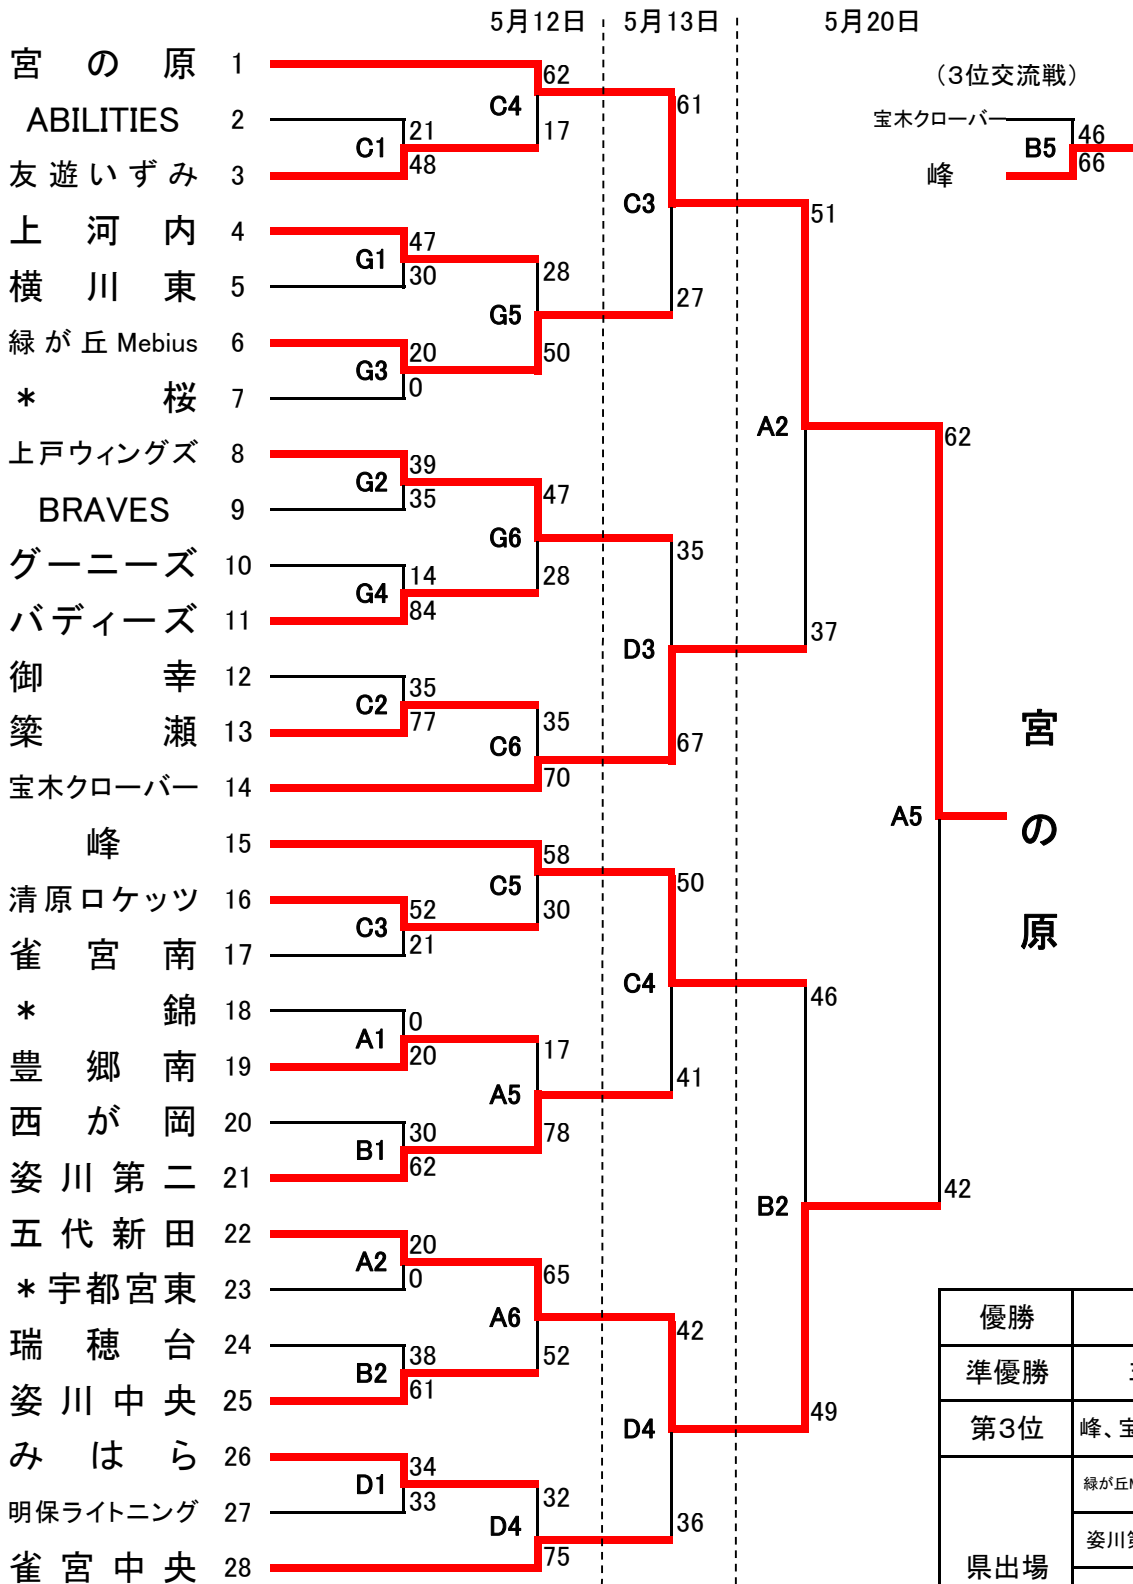 5月12日 5月13日 5月20日
(3位交流戦)
宝木クローバー 46
B5
峰 66
宮の原 1
62
C4
17
ABILITIES 2
21
C1
48
友遊いずみ 3
61
C3
27
上河内 4
47
G1
30
横川東 5
28
G5
50
緑が丘 Mebius 6
20
G3
0
＊桜 7
51
A2
37
上戸ウィングズ 8
39
G2
35
BRAVES 9
47
G6
28
グーニーズ 10
14
G4
84
バディーズ 11
35
D3
67
御幸 12
35
C2
77
簗瀬 13
35
C6
70
宝木クローバー 14
62
A5
42
宮の原
峰 15
58
C5
30
清原ロケッツ 16
52
C3
21
雀宮南 17
50
C4
41
＊錦 18
0
A1
20
豊郷南 19
17
A5
78
西が岡 20
30
B1
62
姿川第二 21
46
B2
49
五代新田 22
20
A2
0
＊宇都宮東 23
65
A6
52
瑞穂台 24
38
B2
61
姿川中央 25
42
D4
36
みはら 26
34
D1
33
明保ライトニング 27
32
D4
75
雀宮中央 28
優勝
準優勝
第3位 峰、宝
緑が丘
姿川第
県出場